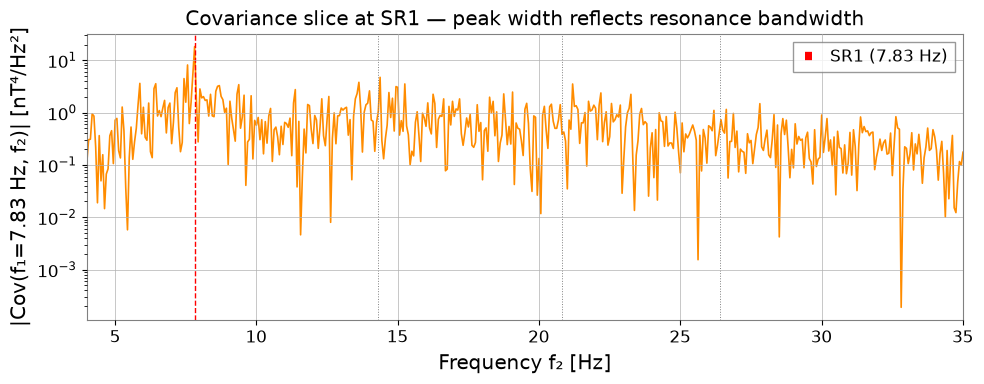 Covariance slice at SR1 — peak width reflects resonance bandwidth
|Cov(f₁=7.83 Hz, f₂)| [nT⁴/Hz²]
10¹
10⁰
10⁻¹
10⁻²
10⁻³
SR1 (7.83 Hz)
5 10 15 20 25 30 35
Frequency f₂ [Hz]